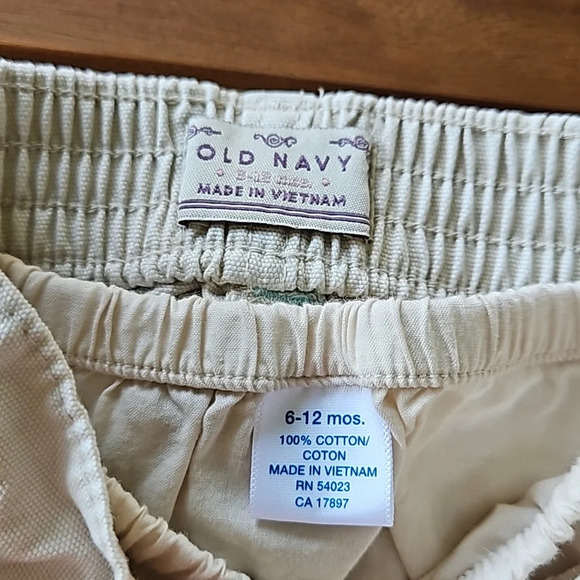 OLD NAVY
6-12 mos.
MADE IN VIETNAM
6-12 mos.
100% COTTON/
COTON
MADE IN VIETNAM
RN 54023
CA 17897